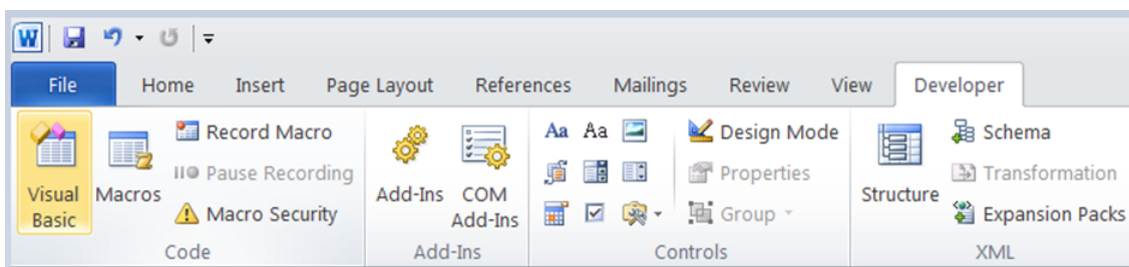 W
File Home Insert Page Layout References Mailings Review View Developer
Visual Basic
Macros
Record Macro
Pause Recording
Macro Security
Code
Add-Ins
COM Add-Ins
Add-Ins
Aa Aa
Design Mode
Properties
Group
Controls
Structure
Schema
Transformation
Expansion Packs
XML